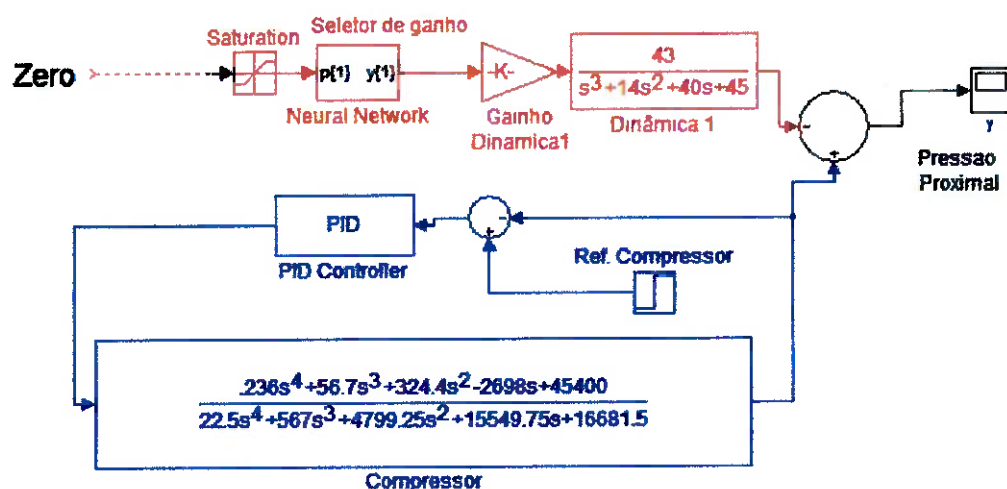 Seletor de ganho
Saturation
Zero
p{1} y{1}
-K-
43
s³+14s²+40s+45
Neural Network
Gainho
Dinamica1
Dinâmica 1
-
+
y
Pressao
Proximal
PID
PID Controller
-
+
Ref. Compressor
.236s⁴+56.7s³+324.4s²-2698s+45400
22.5s⁴+567s³+4799.25s²+15549.75s+16681.5
Compressor